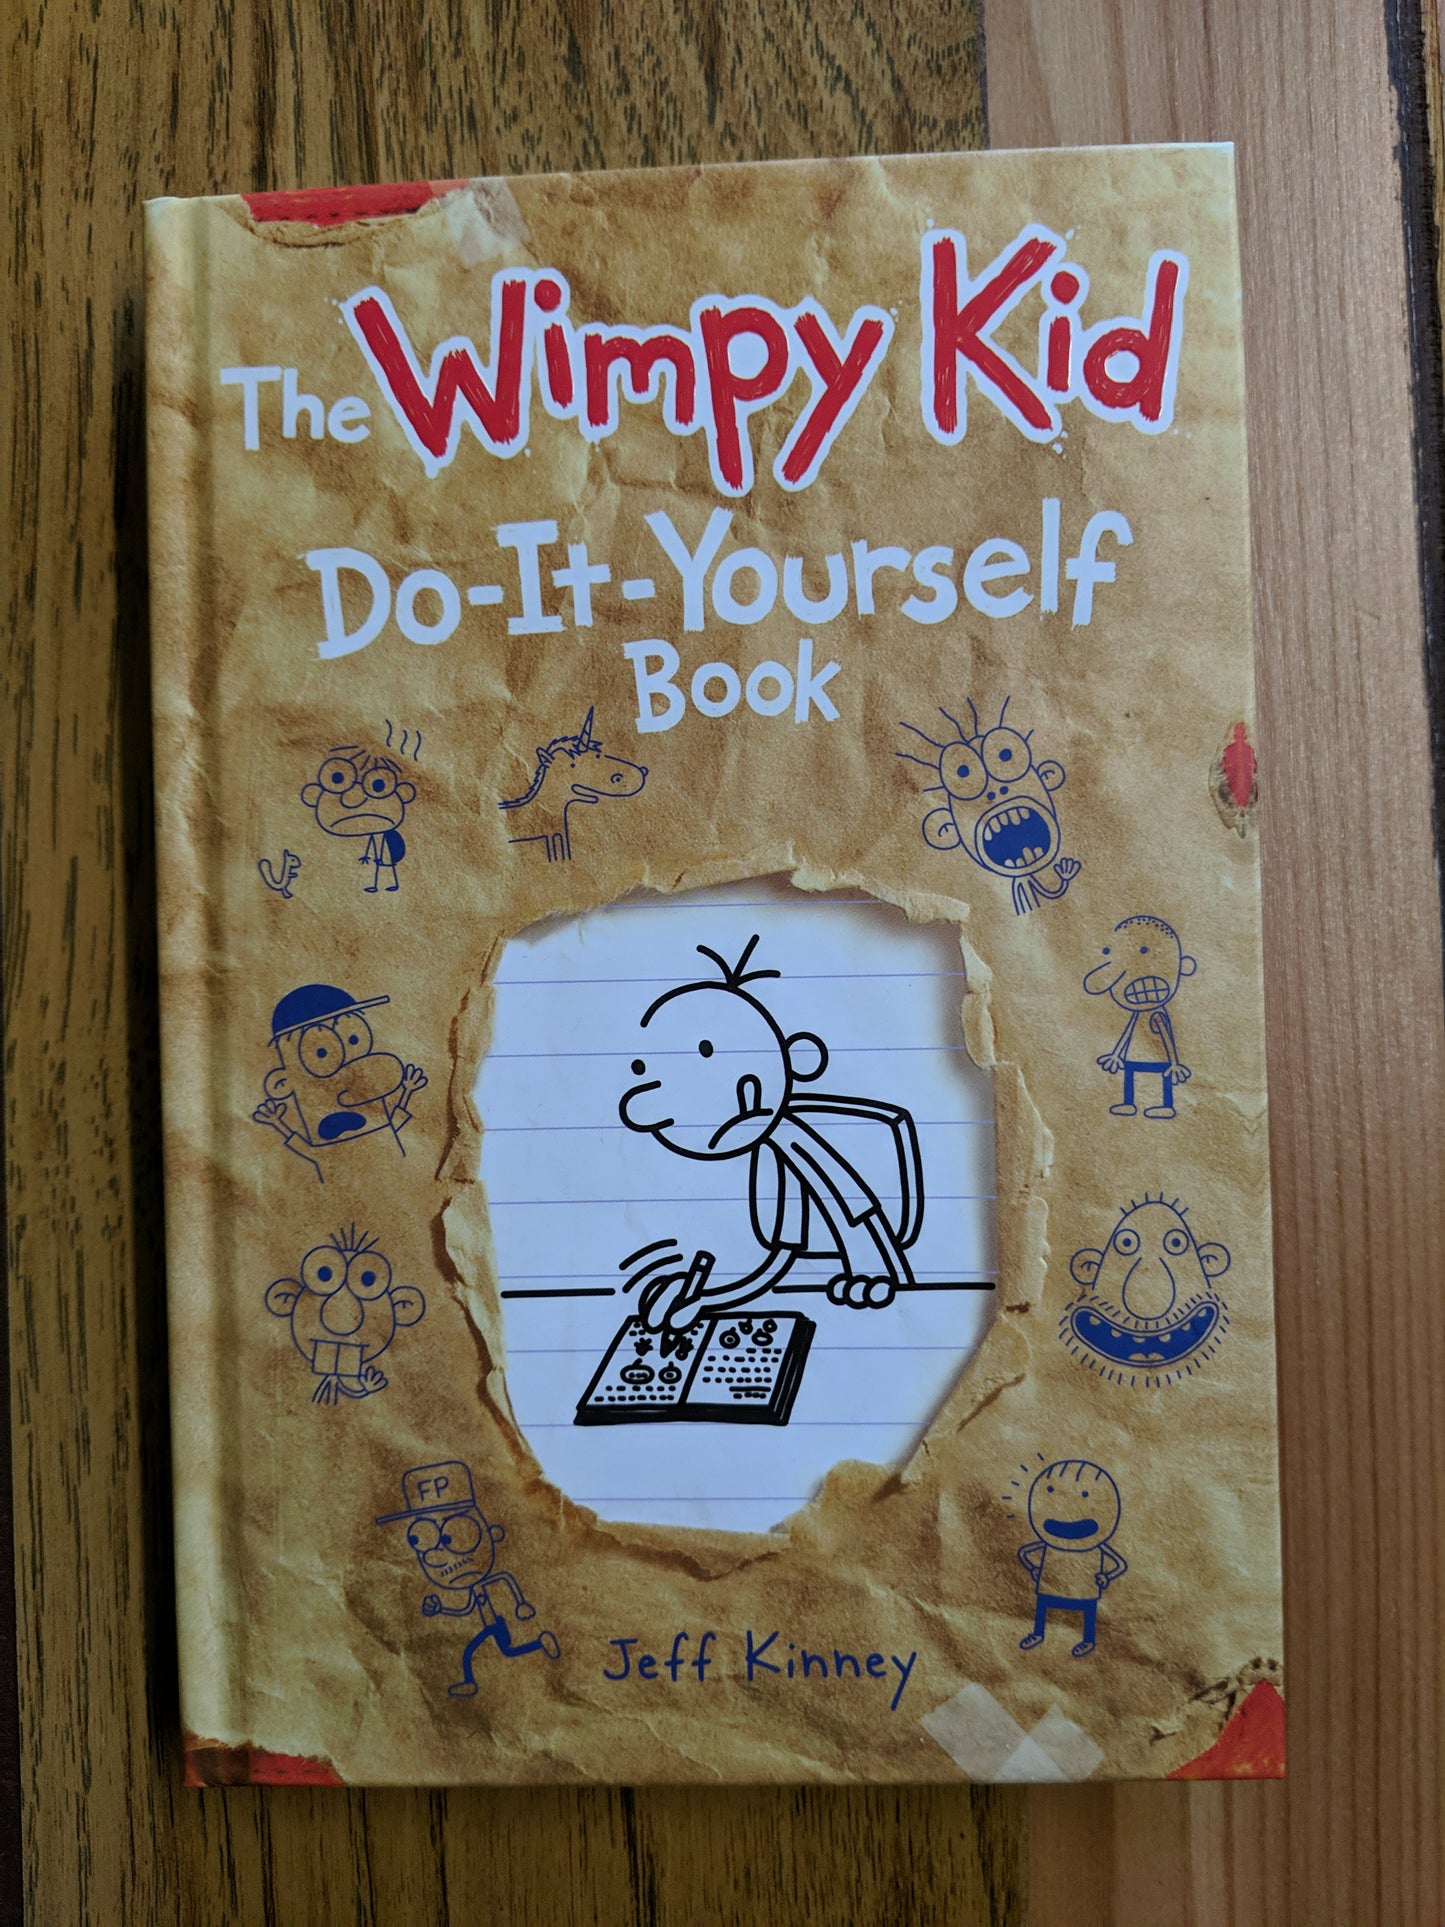 The Wimpy Kid
Do-It-Yourself
Book
FP
Jeff Kinney